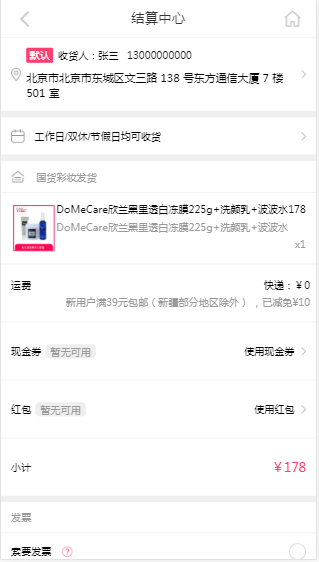 结算中心
默认 收货人：张三 13000000000
北京市北京市东城区文三路 138 号东方通信大厦 7 楼
501 室
工作日/双休/节假日均可收货
国货彩妆发货
DoMeCare欣兰黑里透白冻膜225g+洗颜乳+波波水178
DoMeCare欣兰黑里透白冻膜225g+洗颜乳+波波水
x1
运费 快递：￥0
新用户满39元包邮（新疆部分地区除外），已减免¥10
现金券 暂无可用 使用现金券
红包 暂无可用 使用红包
小计 ￥178
发票
索要发票 ?